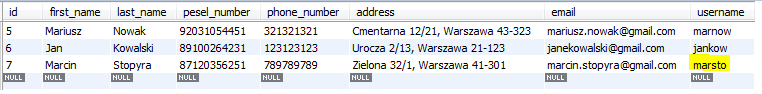 id first_name last_name pesel_number phone_number address email username
5 Mariusz Nowak 92031054451 321321321 Cmentarna 12/21, Warszawa 43-323 mariusz.nowak@gmail.com marnow
6 Jan Kowalski 89100264231 123123123 Urocza 2/13, Warszawa 21-123 janekowalski@gmail.com jankow
7 Marcin Stopyra 87120356251 789789789 Zielona 32/1, Warszawa 41-301 marcin.stopyra@gmail.com marsto
NULL NULL NULL NULL NULL NULL NULL NULL